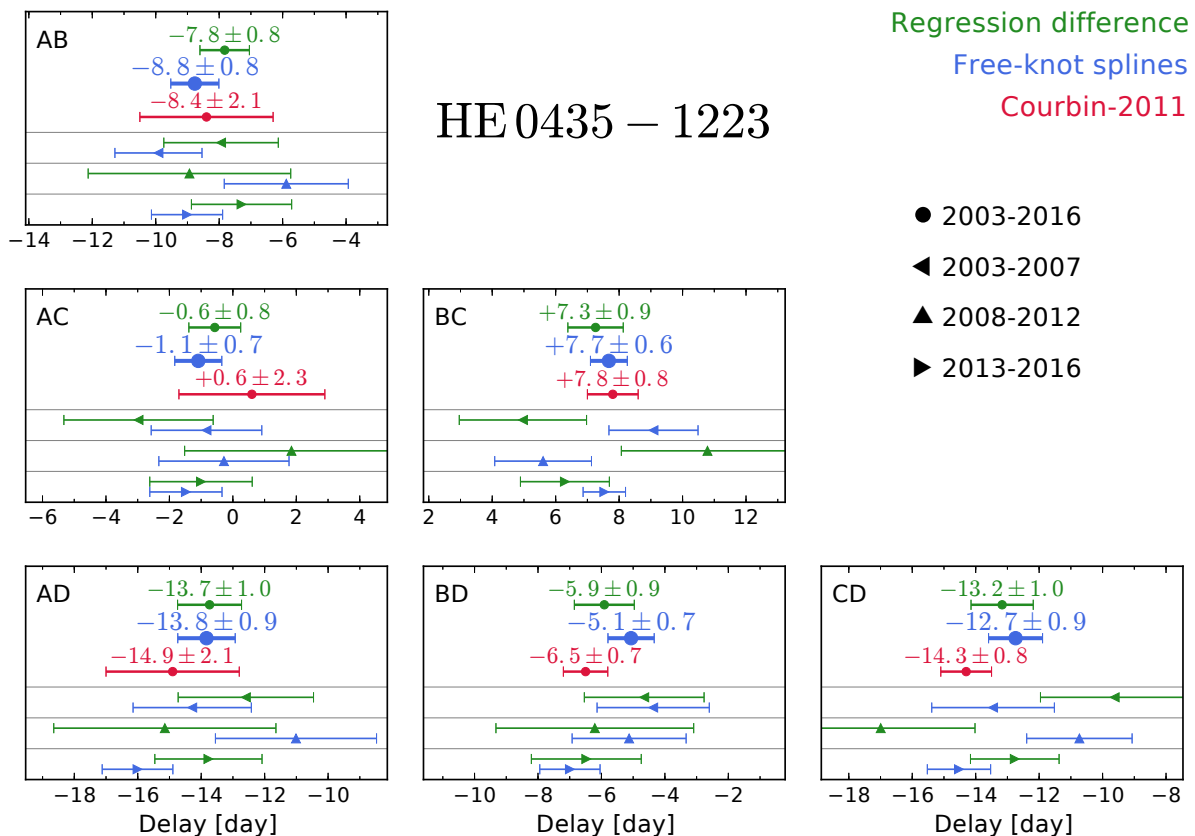 AB
−7.8±0.8
−8.8±0.8
−8.4±2.1
−14 −12 −10 −8 −6 −4
HE 0435 − 1223
Regression difference
Free-knot splines
Courbin-2011
2003-2016
2003-2007
2008-2012
2013-2016
AC
−0.6±0.8
−1.1±0.7
+0.6±2.3
−6 −4 −2 0 2 4
BC
+7.3±0.9
+7.7±0.6
+7.8±0.8
2 4 6 8 10 12
AD
−13.7±1.0
−13.8±0.9
−14.9±2.1
−18 −16 −14 −12 −10
Delay [day]
BD
−5.9±0.9
−5.1±0.7
−6.5±0.7
−10 −8 −6 −4 −2
Delay [day]
CD
−13.2±1.0
−12.7±0.9
−14.3±0.8
−18 −16 −14 −12 −10 −8
Delay [day]